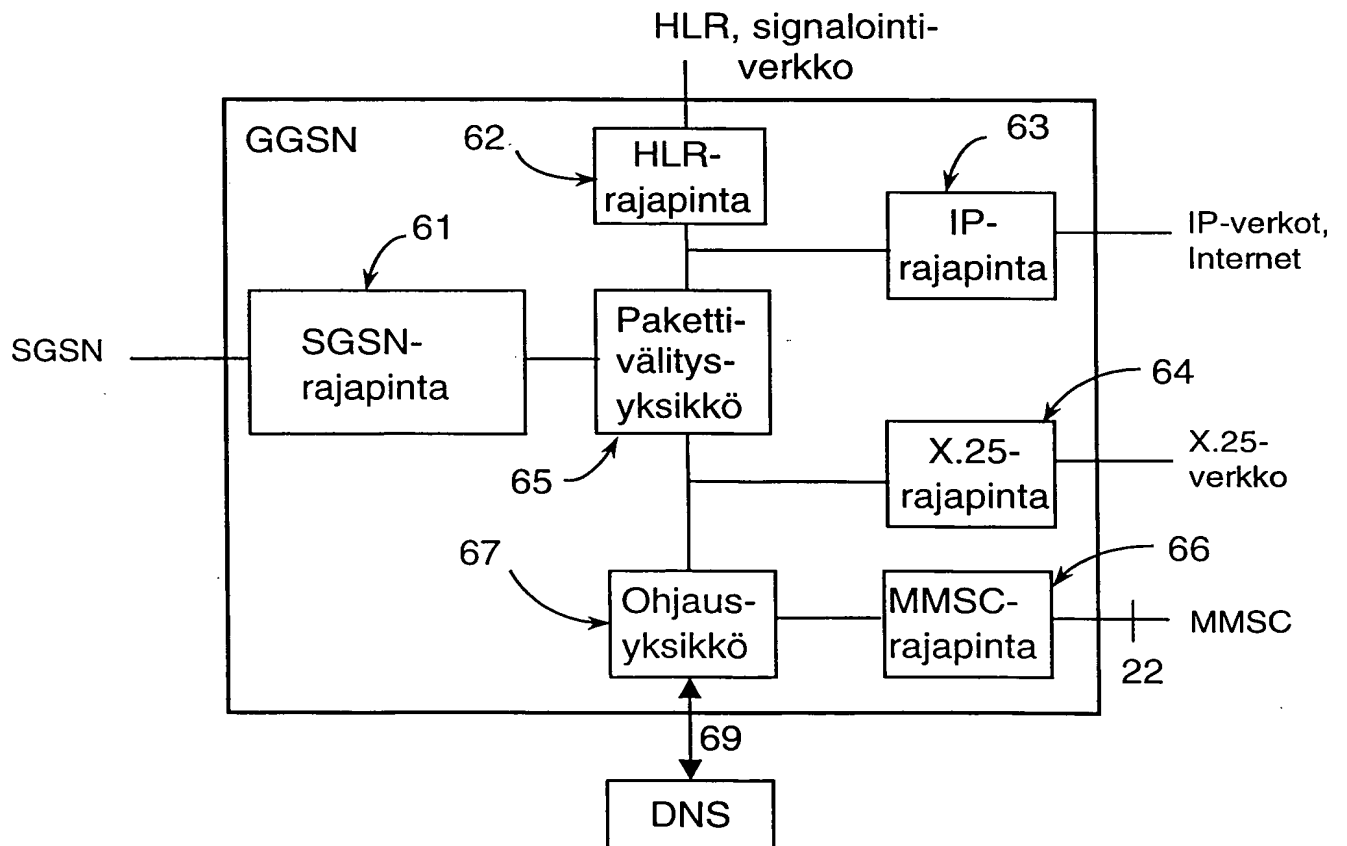 HLR, signalointi-
verkko
GGSN
62
HLR-
rajapinta
63
IP-
rajapinta
IP-verkot,
Internet
61
SGSN
SGSN-
rajapinta
Paketti-
välitys-
yksikkö
65
64
X.25-
rajapinta
X.25-
verkko
67
Ohjaus-
yksikkö
66
MMSC-
rajapinta
MMSC
22
69
DNS